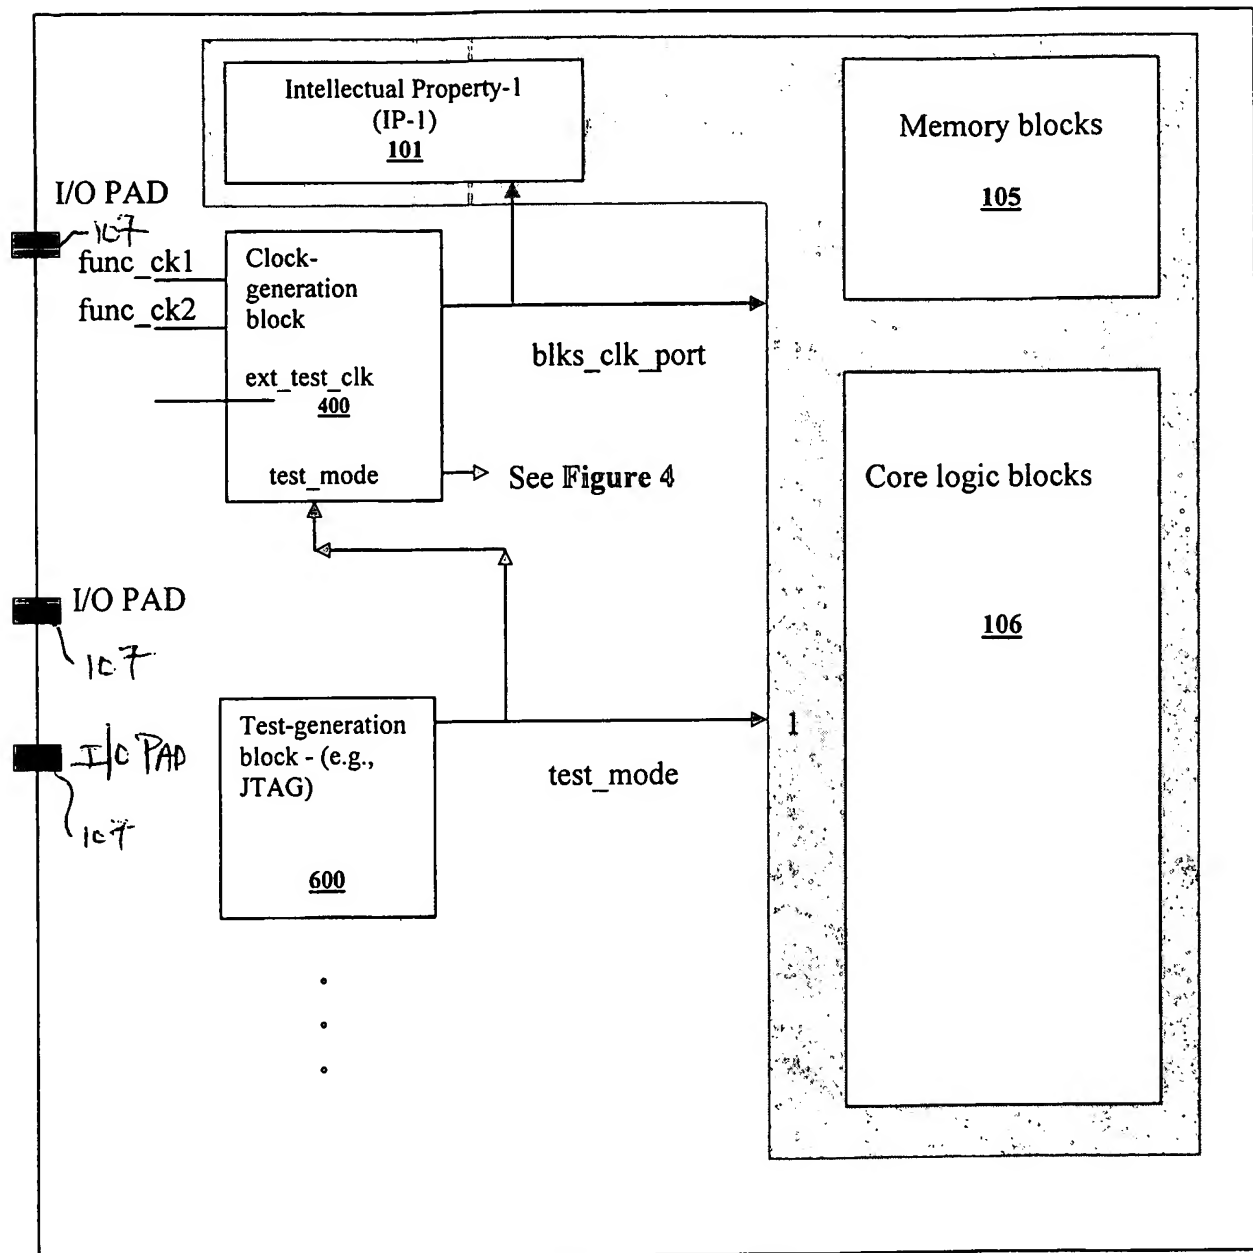 Intellectual Property-1
(IP-1)
101
Memory blocks
105
I/O PAD
107
func_ck1
func_ck2
Clock-
generation
block
ext_test_clk
400
test_mode
blks_clk_port
See Figure 4
Core logic blocks
106
I/O PAD
107
I/O PAD
107
Test-generation
block - (e.g.,
JTAG)
600
test_mode
1